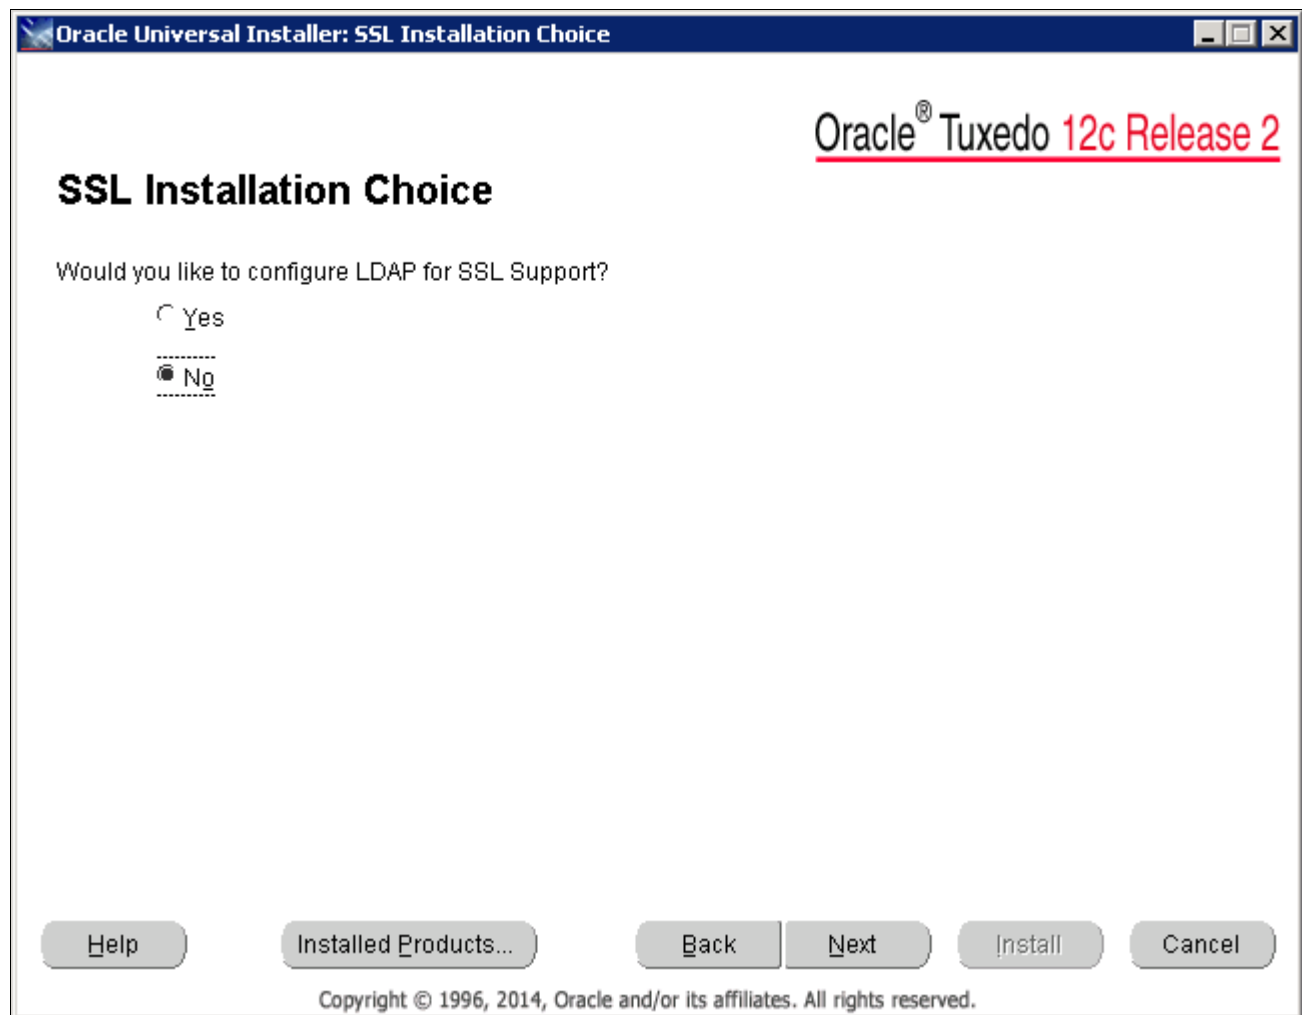 Oracle Universal Installer: SSL Installation Choice
Oracle® Tuxedo 12c Release 2
SSL Installation Choice
Would you like to configure LDAP for SSL Support?
Yes
No
Help Installed Products... Back Next Install Cancel
Copyright © 1996, 2014, Oracle and/or its affiliates. All rights reserved.